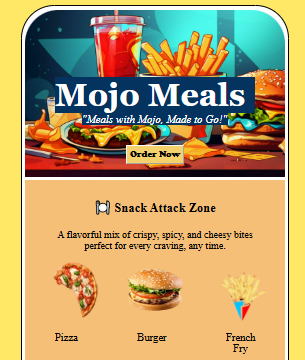 Mojo Meals
"Meals with Mojo, Made to Go!"
Order Now
🍽️ Snack Attack Zone
A flavorful mix of crispy, spicy, and cheesy bites
perfect for every craving, any time.
Pizza
Burger
French
Fry